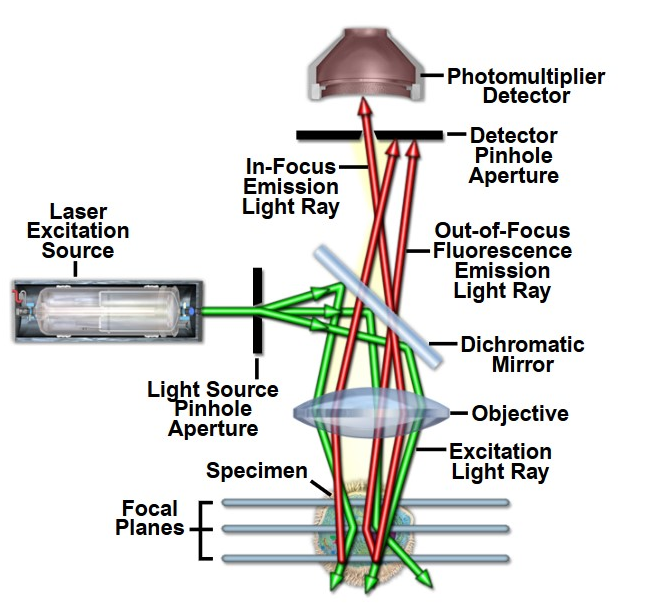 Photomultiplier
Detector
Detector
Pinhole
Aperture
In-Focus
Emission
Light Ray
Laser
Excitation
Source
Out-of-Focus
Fluorescence
Emission
Light Ray
Dichromatic
Mirror
Light Source
Pinhole
Aperture
Objective
Excitation
Light Ray
Specimen
Focal
Planes